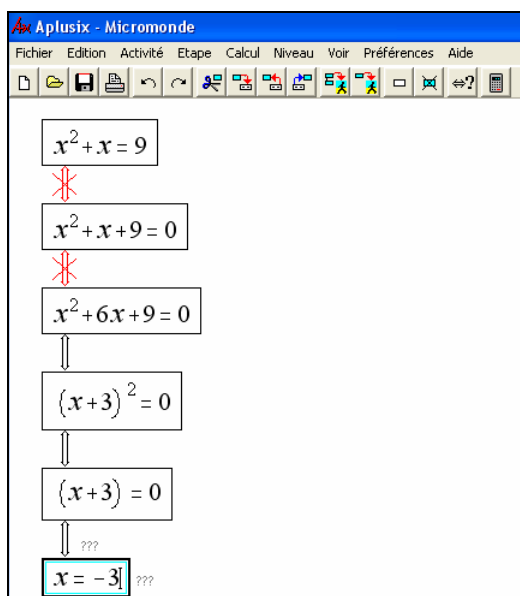 Aplusix - Micromonde
Fichier Edition Activité Etape Calcul Niveau Voir Préférences Aide
⇔?
x² + x = 9
x² + x + 9 = 0
x² + 6x + 9 = 0
(x + 3)² = 0
(x + 3) = 0
???
x = −3 ???